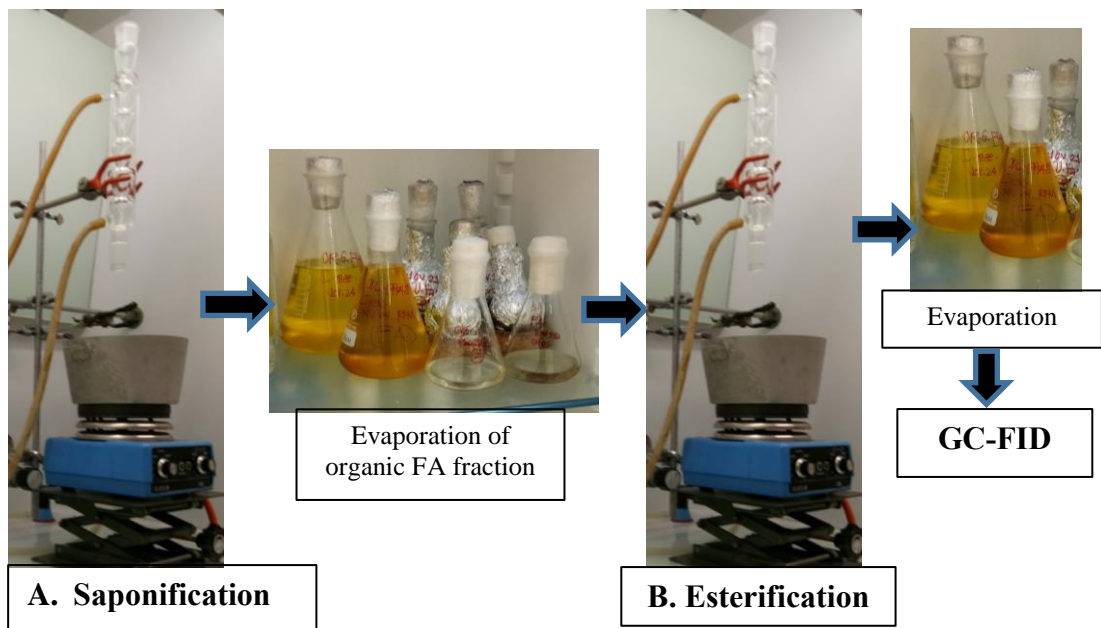 A. Saponification
Evaporation of
organic FA fraction
B. Esterification
Evaporation
GC-FID